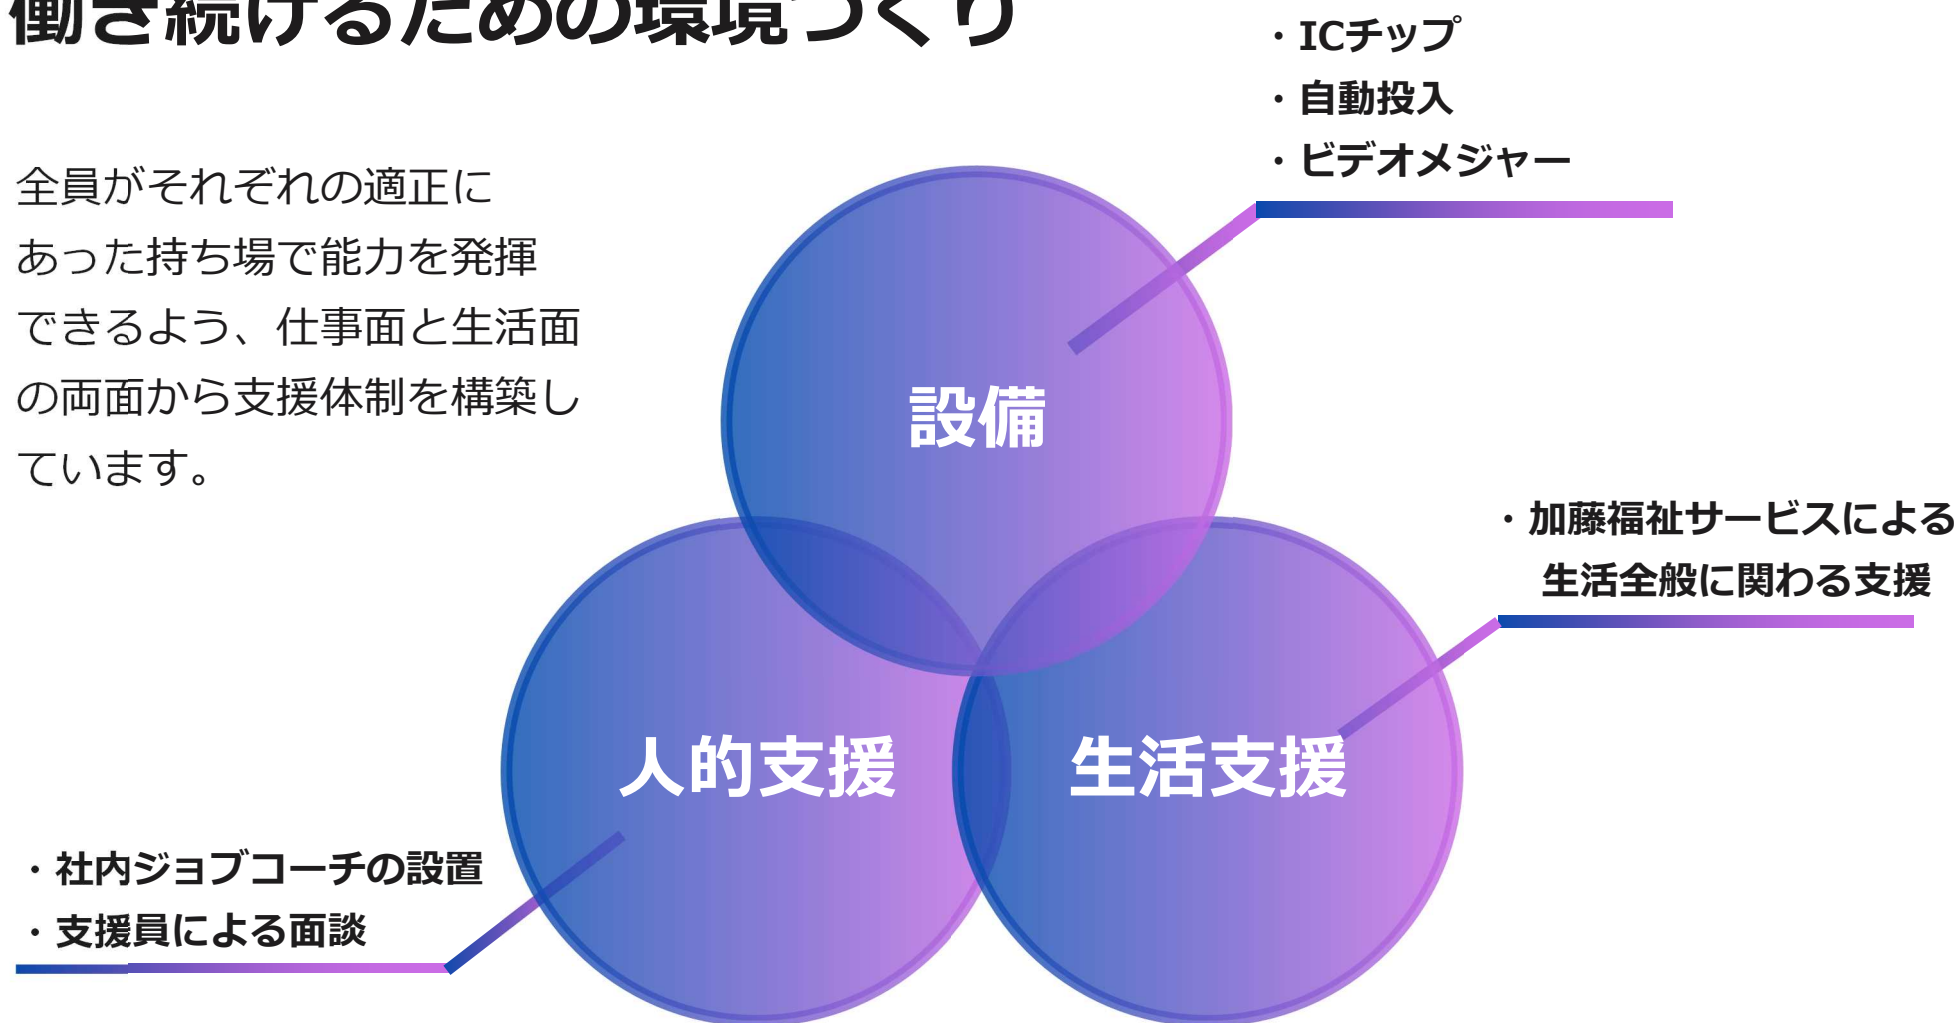 働き続けるための環境づくり
全員がそれぞれの適正に
あった持ち場で能力を発揮
できるよう、仕事面と生活面
の両面から支援体制を構築し
ています。
・ICチップ
・自動投入
・ビデオメジャー
設備
・加藤福祉サービスによる
生活全般に関わる支援
人的支援
生活支援
・社内ジョブコーチの設置
・支援員による面談